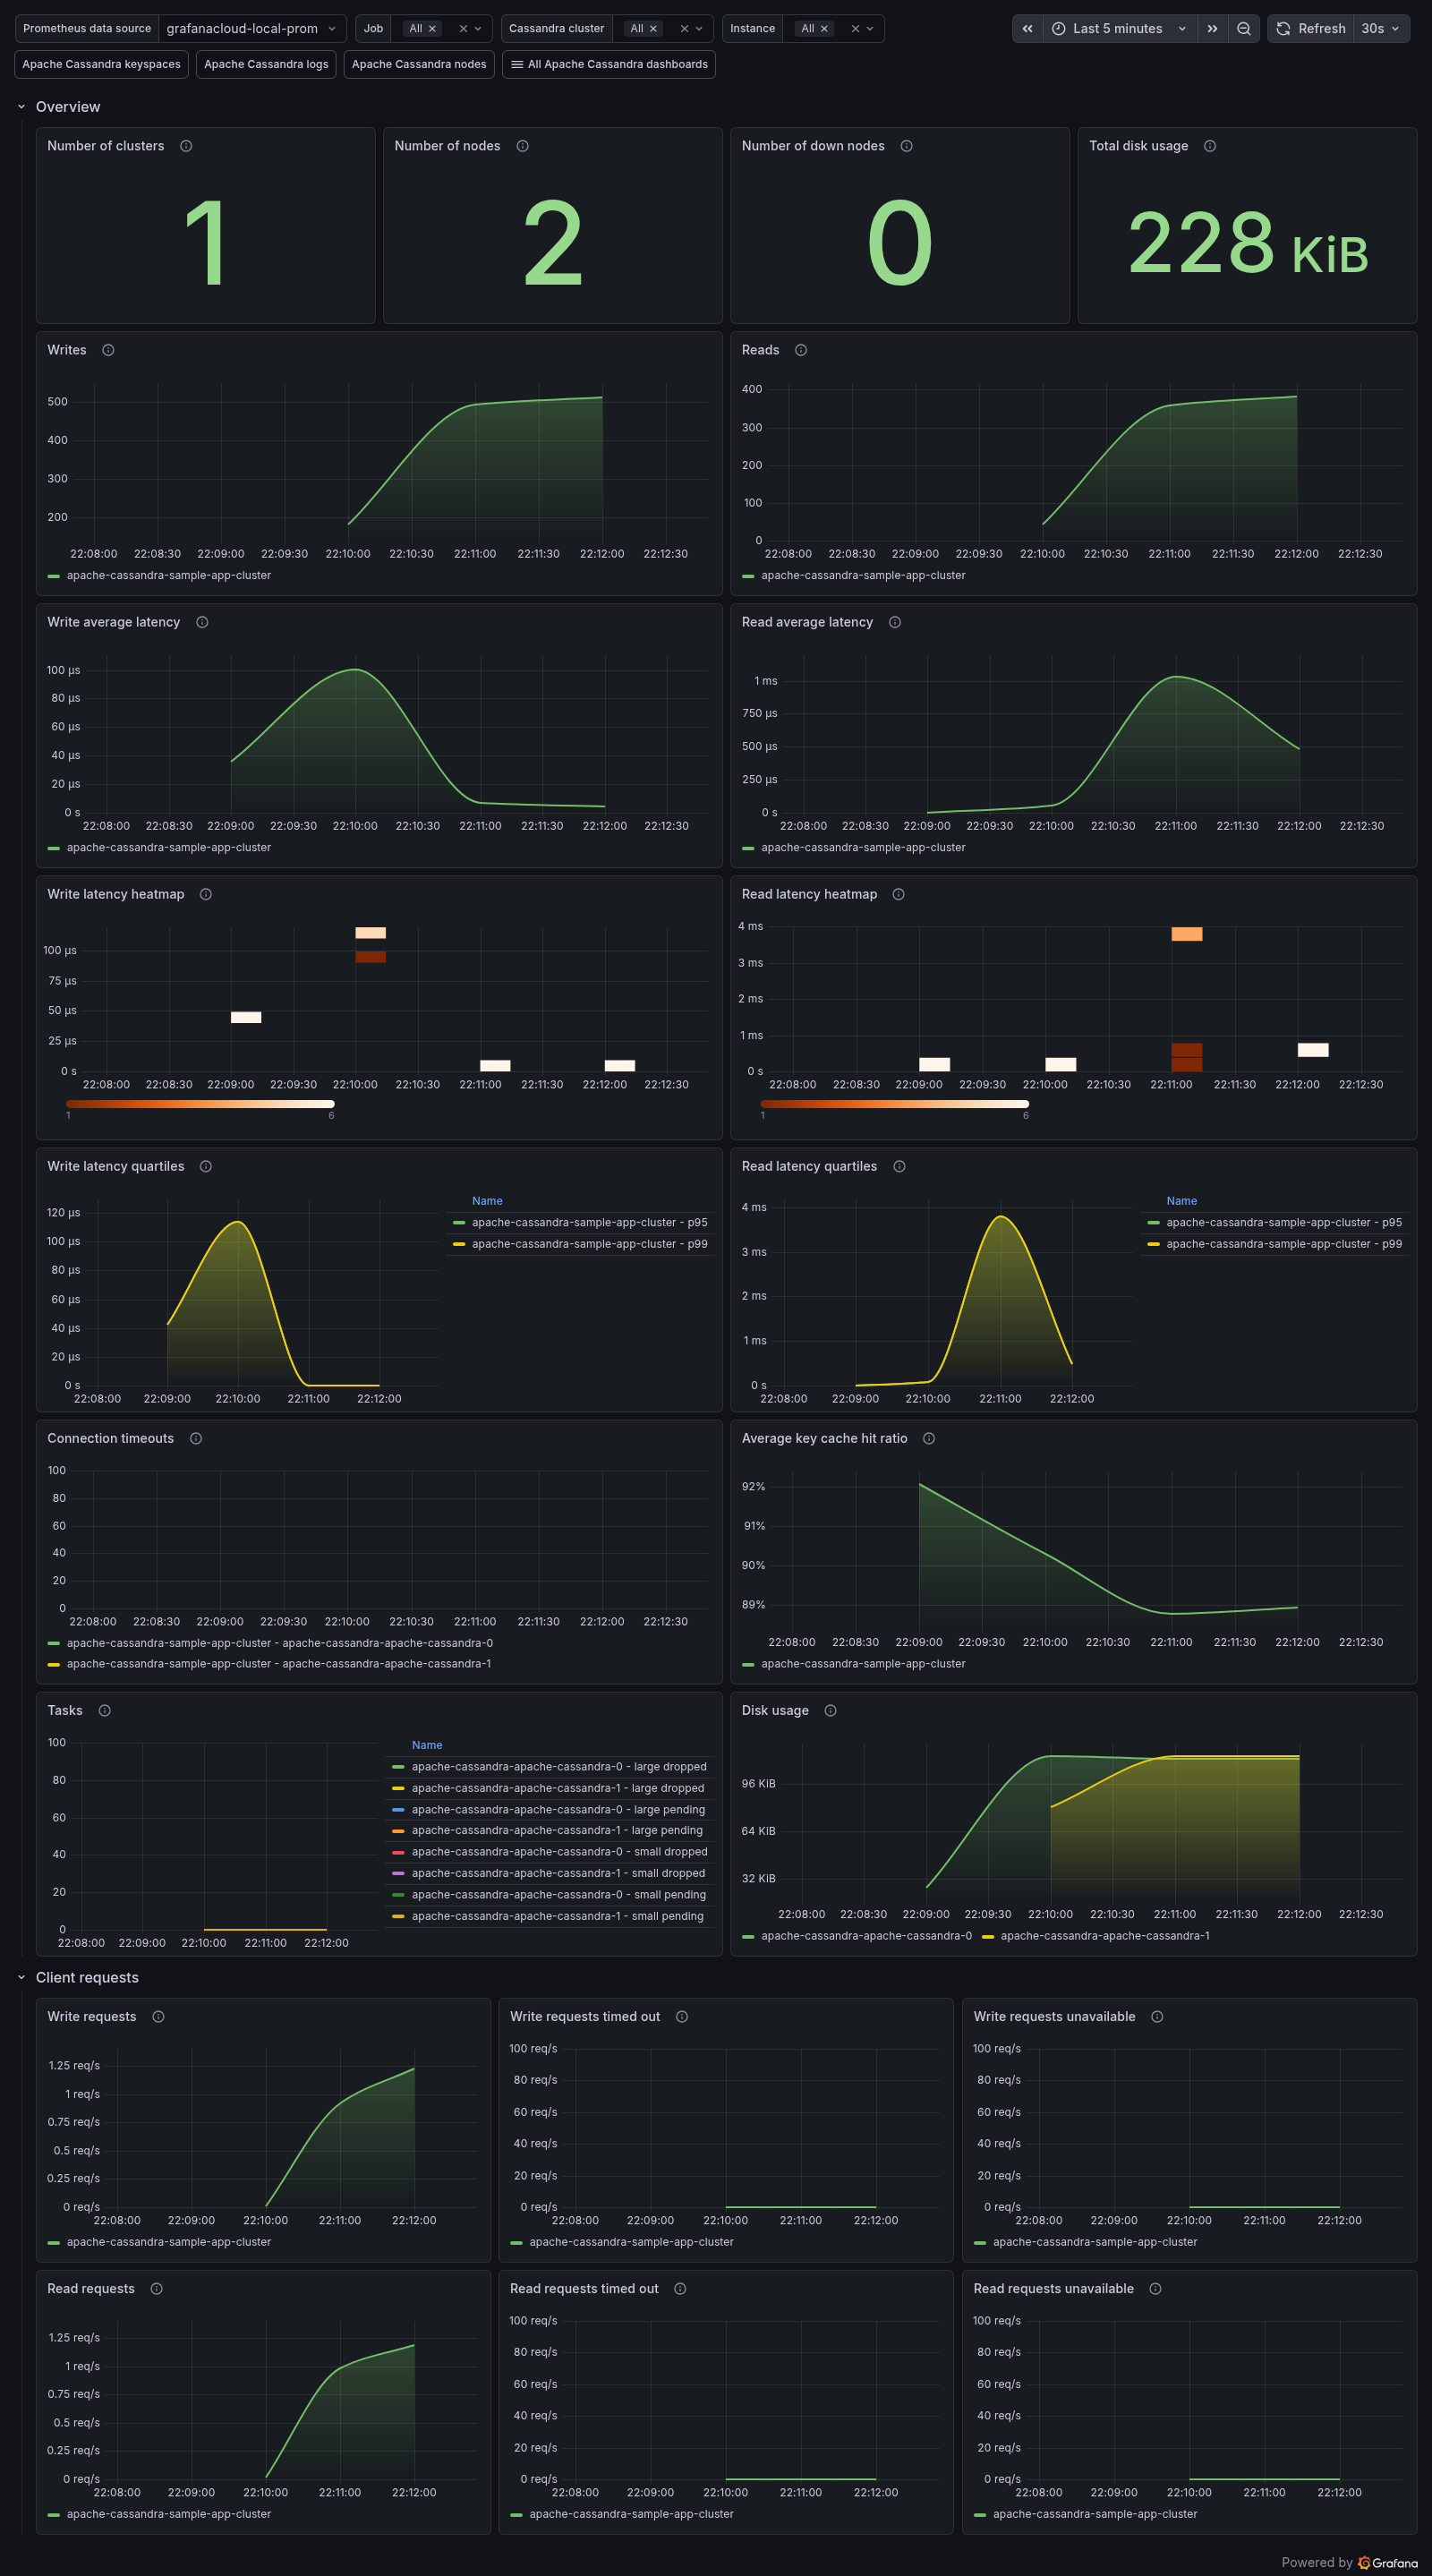 Prometheus data source grafanacloud-local-prom Job All Cassandra cluster All Instance All Last 5 minutes Refresh 30s
Apache Cassandra keyspaces Apache Cassandra logs Apache Cassandra nodes All Apache Cassandra dashboards
Overview
Number of clusters
1
Number of nodes
2
Number of down nodes
0
Total disk usage
228 KiB
Writes
500
400
300
200
22:08:00 22:08:30 22:09:00 22:09:30 22:10:00 22:10:30 22:11:00 22:11:30 22:12:00 22:12:30
apache-cassandra-sample-app-cluster
Reads
400
300
200
100
0
22:08:00 22:08:30 22:09:00 22:09:30 22:10:00 22:10:30 22:11:00 22:11:30 22:12:00 22:12:30
apache-cassandra-sample-app-cluster
Write average latency
100 µs
80 µs
60 µs
40 µs
20 µs
0 s
22:08:00 22:08:30 22:09:00 22:09:30 22:10:00 22:10:30 22:11:00 22:11:30 22:12:00 22:12:30
apache-cassandra-sample-app-cluster
Read average latency
1 ms
750 µs
500 µs
250 µs
0 s
22:08:00 22:08:30 22:09:00 22:09:30 22:10:00 22:10:30 22:11:00 22:11:30 22:12:00 22:12:30
apache-cassandra-sample-app-cluster
Write latency heatmap
100 µs
75 µs
50 µs
25 µs
0 s
22:08:00 22:08:30 22:09:00 22:09:30 22:10:00 22:10:30 22:11:00 22:11:30 22:12:00 22:12:30
1 6
Read latency heatmap
4 ms
3 ms
2 ms
1 ms
0 s
22:08:00 22:08:30 22:09:00 22:09:30 22:10:00 22:10:30 22:11:00 22:11:30 22:12:00 22:12:30
1 6
Write latency quartiles
120 µs
100 µs
80 µs
60 µs
40 µs
20 µs
0 s
22:08:00 22:09:00 22:10:00 22:11:00 22:12:00
Name
apache-cassandra-sample-app-cluster - p95
apache-cassandra-sample-app-cluster - p99
Read latency quartiles
4 ms
3 ms
2 ms
1 ms
0 s
22:08:00 22:09:00 22:10:00 22:11:00 22:12:00
Name
apache-cassandra-sample-app-cluster - p95
apache-cassandra-sample-app-cluster - p99
Connection timeouts
100
80
60
40
20
0
22:08:00 22:08:30 22:09:00 22:09:30 22:10:00 22:10:30 22:11:00 22:11:30 22:12:00 22:12:30
apache-cassandra-sample-app-cluster - apache-cassandra-apache-cassandra-0
apache-cassandra-sample-app-cluster - apache-cassandra-apache-cassandra-1
Average key cache hit ratio
92%
91%
90%
89%
22:08:00 22:08:30 22:09:00 22:09:30 22:10:00 22:10:30 22:11:00 22:11:30 22:12:00 22:12:30
apache-cassandra-sample-app-cluster
Tasks
100
80
60
40
20
0
22:08:00 22:09:00 22:10:00 22:11:00 22:12:00
Name
apache-cassandra-apache-cassandra-0 - large dropped
apache-cassandra-apache-cassandra-1 - large dropped
apache-cassandra-apache-cassandra-0 - large pending
apache-cassandra-apache-cassandra-1 - large pending
apache-cassandra-apache-cassandra-0 - small dropped
apache-cassandra-apache-cassandra-1 - small dropped
apache-cassandra-apache-cassandra-0 - small pending
apache-cassandra-apache-cassandra-1 - small pending
Disk usage
96 KiB
64 KiB
32 KiB
22:08:00 22:08:30 22:09:00 22:09:30 22:10:00 22:10:30 22:11:00 22:11:30 22:12:00 22:12:30
apache-cassandra-apache-cassandra-0 apache-cassandra-apache-cassandra-1
Client requests
Write requests
1.25 req/s
1 req/s
0.75 req/s
0.5 req/s
0.25 req/s
0 req/s
22:08:00 22:09:00 22:10:00 22:11:00 22:12:00
apache-cassandra-sample-app-cluster
Write requests timed out
100 req/s
80 req/s
60 req/s
40 req/s
20 req/s
0 req/s
22:08:00 22:09:00 22:10:00 22:11:00 22:12:00
apache-cassandra-sample-app-cluster
Write requests unavailable
100 req/s
80 req/s
60 req/s
40 req/s
20 req/s
0 req/s
22:08:00 22:09:00 22:10:00 22:11:00 22:12:00
apache-cassandra-sample-app-cluster
Read requests
1.25 req/s
1 req/s
0.75 req/s
0.5 req/s
0.25 req/s
0 req/s
22:08:00 22:09:00 22:10:00 22:11:00 22:12:00
apache-cassandra-sample-app-cluster
Read requests timed out
100 req/s
80 req/s
60 req/s
40 req/s
20 req/s
0 req/s
22:08:00 22:09:00 22:10:00 22:11:00 22:12:00
apache-cassandra-sample-app-cluster
Read requests unavailable
100 req/s
80 req/s
60 req/s
40 req/s
20 req/s
0 req/s
22:08:00 22:09:00 22:10:00 22:11:00 22:12:00
apache-cassandra-sample-app-cluster
Powered by Grafana